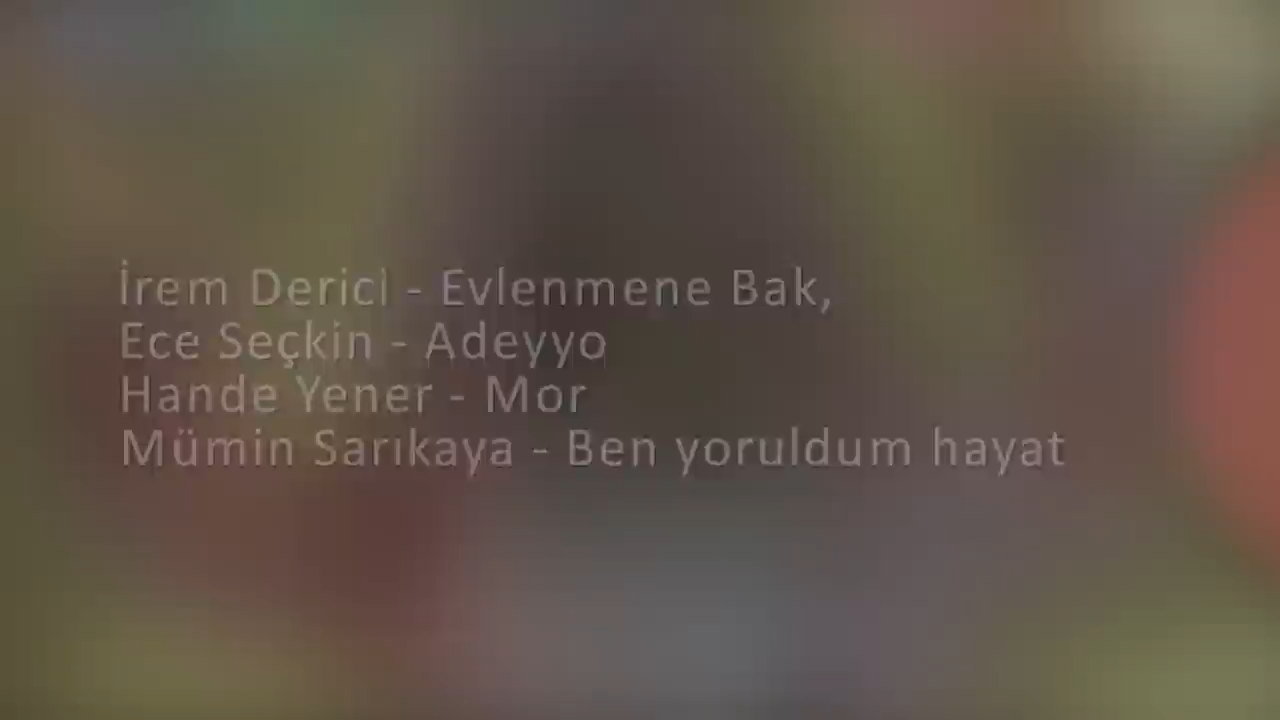 İrem Derici - Evlenmene Bak,
Ece Seçkin - Adeyyo
Hande Yener - Mor
Mümin Sarıkaya - Ben yoruldum hayat